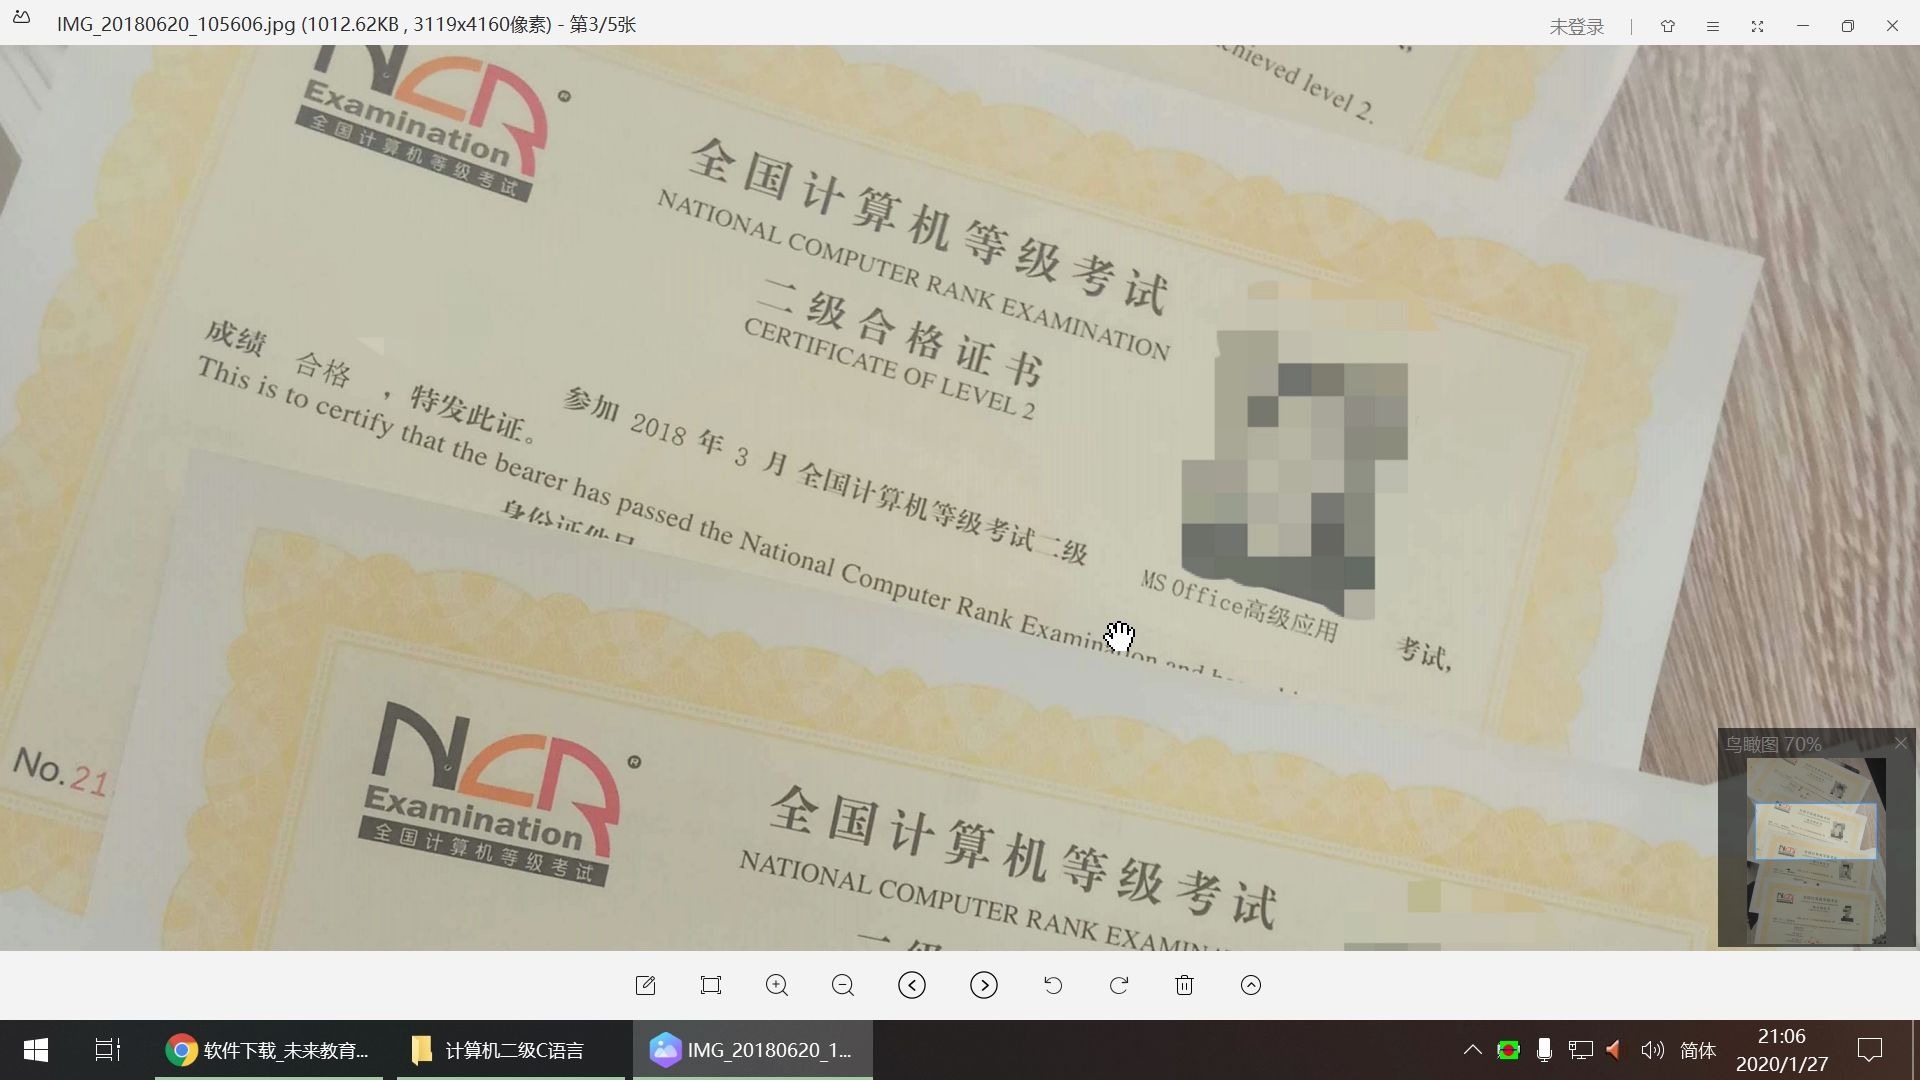 IMG_20180620_105606.jpg (1012.62KB , 3119x4160像素) - 第3/5张
未登录
chieved level 2.
NCR
Examination
全国计算机等级考试
®
全国计算机等级考试
NATIONAL COMPUTER RANK EXAMINATION
二级合格证书
CERTIFICATE OF LEVEL 2
参加 2018 年 3 月 全国计算机等级考试二级 MS Office高级应用 考试,
成绩 合格 , 特发此证。
This is to certify that the bearer has passed the National Computer Rank Examination and
身份证件号
No.21
NCR
Examination
全国计算机等级考试
®
全国计算机等级考试
NATIONAL COMPUTER RANK EXAMINATION
二级
鸟瞰图 70%
软件下载_未来教育...
计算机二级C语言
IMG_20180620_1...
简体
21:06
2020/1/27